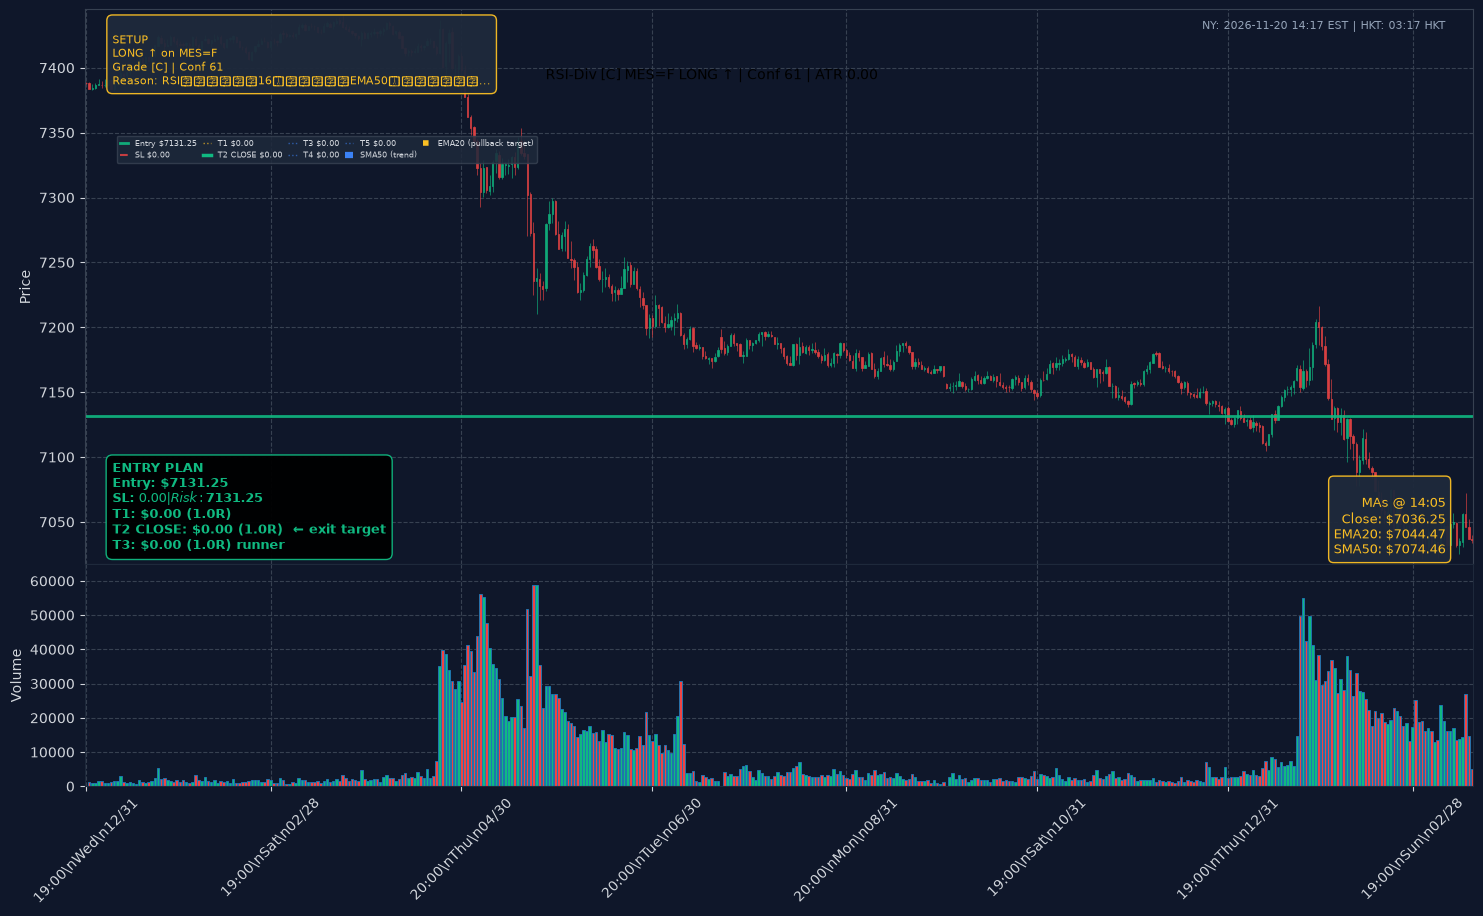 NY: 2026-11-20 14:17 EST | HKT: 03:17 HKT
SETUP
LONG ↑ on MES=F
Grade [C] | Conf 61
Reason: RSI 16 EMA50 ...
RSI-Div [C] MES=F LONG ↑ | Conf 61 | ATR 0.00
Entry $7131.25
SL $0.00
T1 $0.00
T2 CLOSE $0.00
T3 $0.00
T4 $0.00
T5 $0.00
SMA50 (trend)
EMA20 (pullback target)
Price
7400
7350
7300
7250
7200
7150
7100
7050
ENTRY PLAN
Entry: $7131.25
SL: 0.00|Risk:7131.25
T1: $0.00 (1.0R)
T2 CLOSE: $0.00 (1.0R) ← exit target
T3: $0.00 (1.0R) runner
MAs @ 14:05
Close: $7036.25
EMA20: $7044.47
SMA50: $7074.46
Volume
60000
50000
40000
30000
20000
10000
0
19:00\nWed\n12/31
19:00\nSat\n02/28
20:00\nThu\n04/30
20:00\nTue\n06/30
20:00\nMon\n08/31
19:00\nSat\n10/31
19:00\nThu\n12/31
19:00\nSun\n02/28